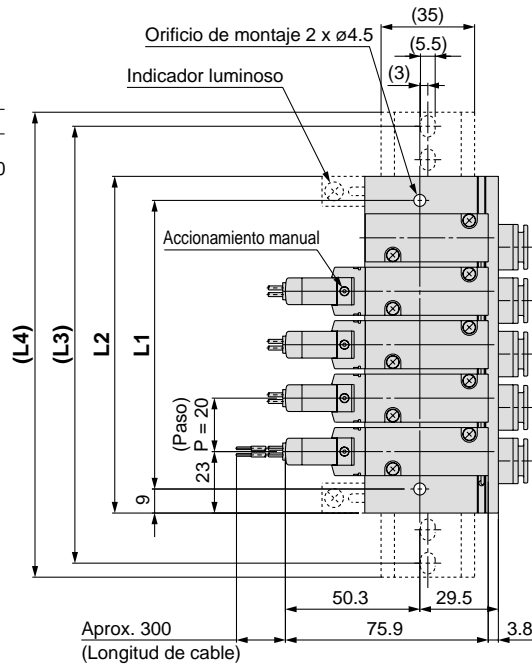 (35)
Orificio de montaje 2 x ø4.5
(5.5)
(3)
Indicador luminoso
0
Accionamiento manual
(L4)
(L3)
L2
L1
(Paso)
P = 20
23
9
50.3
29.5
Aprox. 300
75.9
3.8
(Longitud de cable)